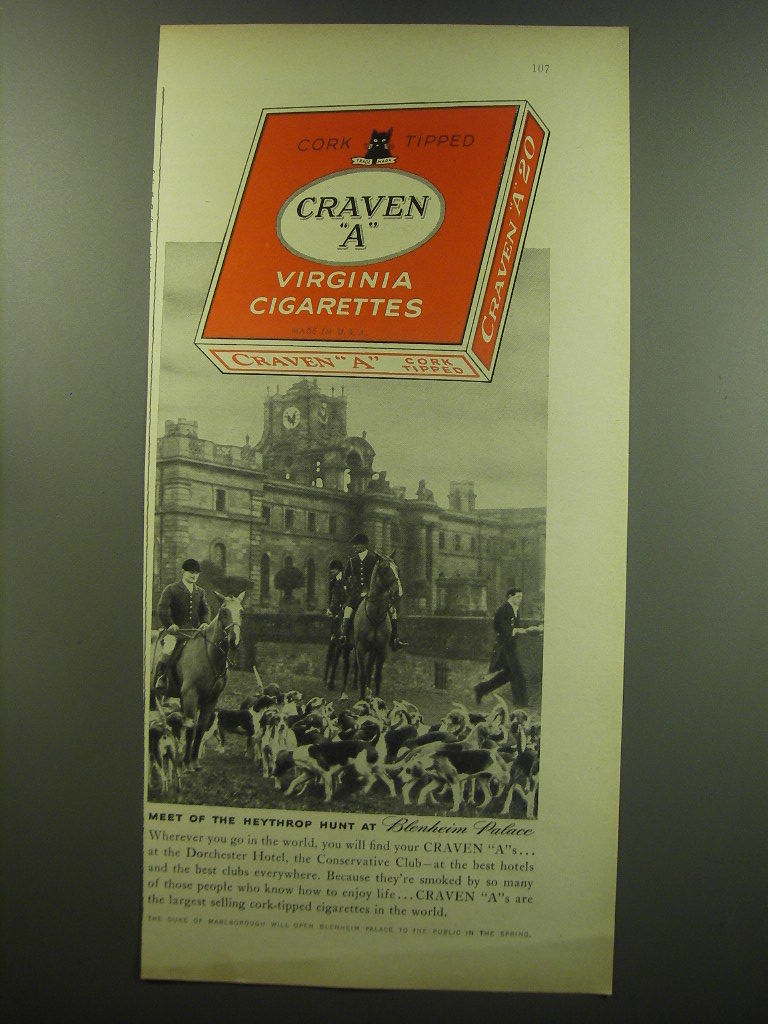 107
CORK TIPPED
TRADE MARK
CRAVEN
"A"
VIRGINIA
CIGARETTES
MADE IN U.S.A.
CRAVEN "A" 20
CRAVEN "A" CORK
TIPPED
MEET OF THE HEYTHROP HUNT AT Blenheim Palace
Wherever you go in the world, you will find your CRAVEN "A"s...
at the Dorchester Hotel, the Conservative Club—at the best hotels
and the best clubs everywhere. Because they're smoked by so many
of those people who know how to enjoy life...CRAVEN "A"s are
the largest selling cork-tipped cigarettes in the world.
THE DUKE OF MARLBOROUGH WILL OPEN BLENHEIM PALACE TO THE PUBLIC IN THE SPRING.